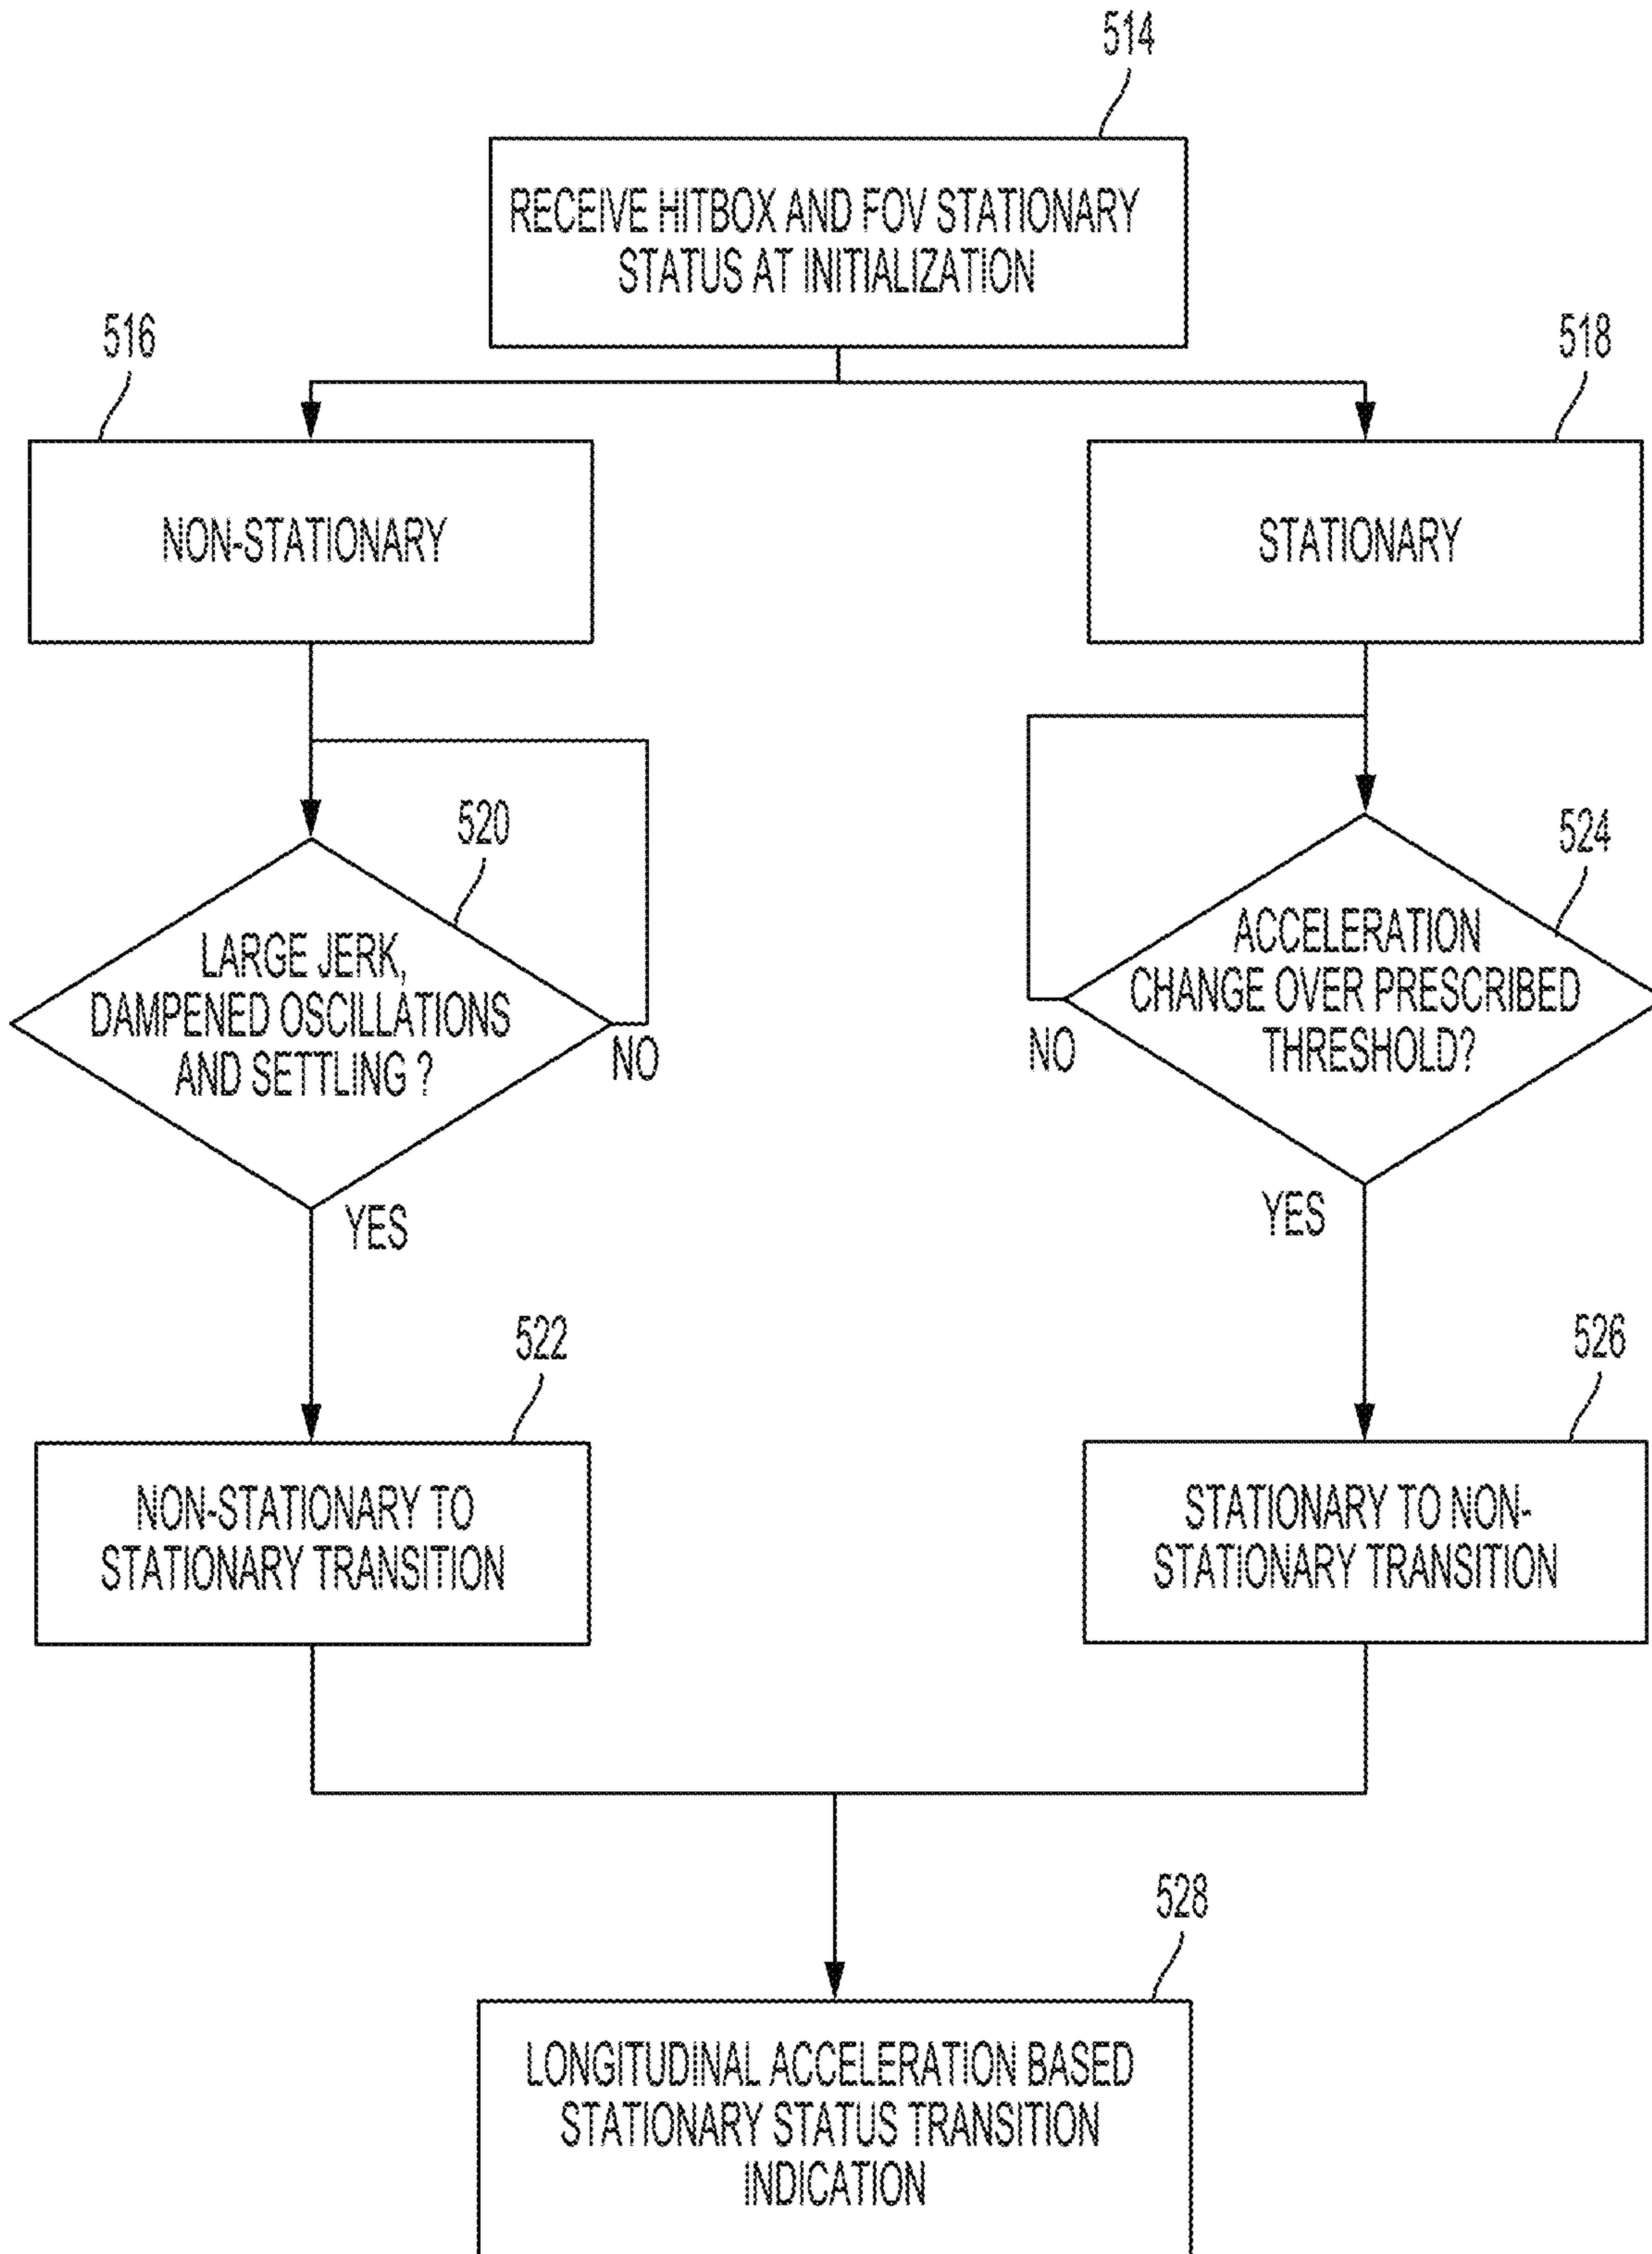 514
RECEIVE HITBOX AND FOV STATIONARY
STATUS AT INITIALIZATION
516
518
NON-STATIONARY
STATIONARY
520
524
LARGE JERK,
DAMPENED OSCILLATIONS
AND SETTLING ?
NO
ACCELERATION
CHANGE OVER PRESCRIBED
THRESHOLD?
NO
YES
YES
522
526
NON-STATIONARY TO
STATIONARY TRANSITION
STATIONARY TO NON-
STATIONARY TRANSITION
528
LONGITUDINAL ACCELERATION BASED
STATIONARY STATUS TRANSITION
INDICATION